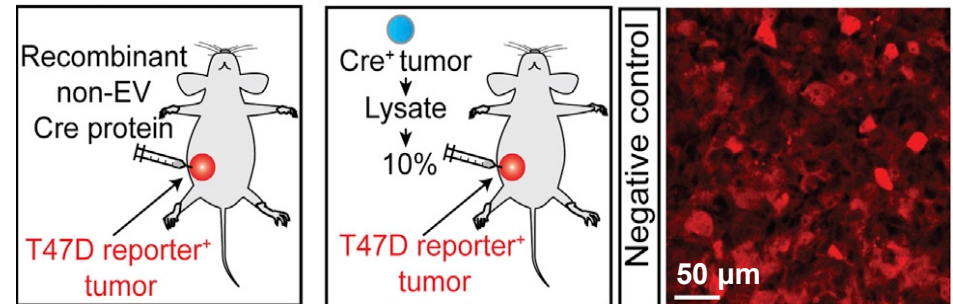 Recombinant
non-EV
Cre protein
T47D reporter⁺
tumor
Cre⁺ tumor
Lysate
10%
T47D reporter⁺
tumor
Negative control
50 µm